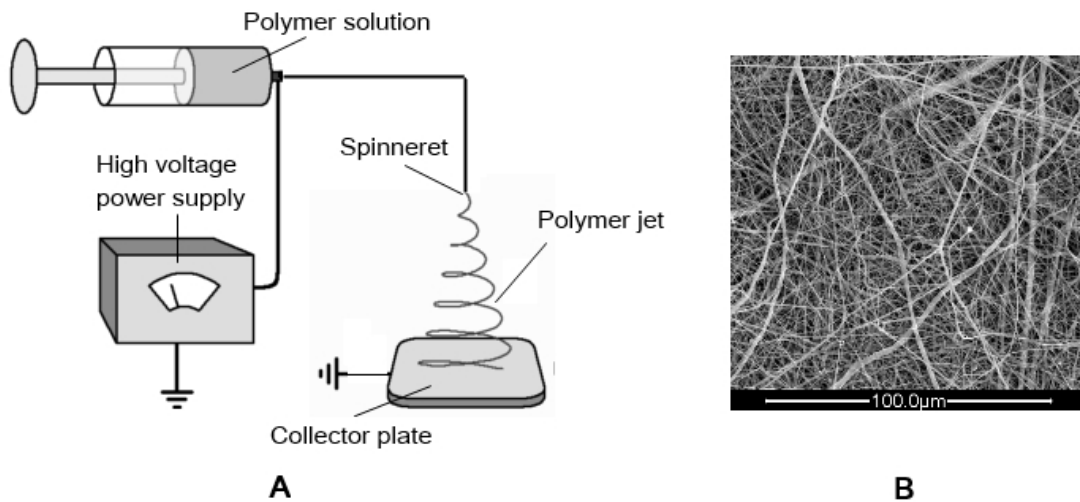 Polymer solution
High voltage
power supply
Spinneret
Polymer jet
Collector plate
100.0µm
A
B